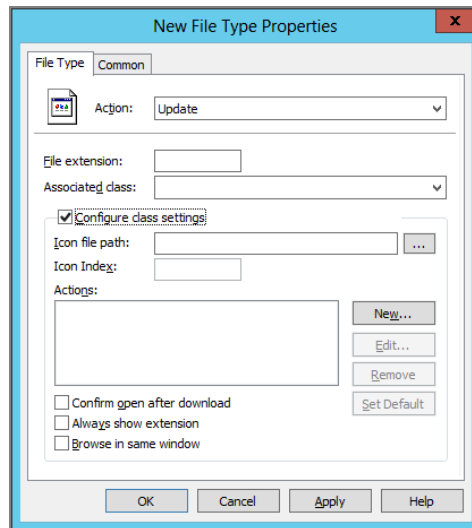 New File Type Properties
x
File Type Common
Action: Update
File extension:
Associated class:
Configure class settings
Icon file path: ...
Icon Index:
Actions:
New...
Edit...
Remove
Confirm open after download Set Default
Always show extension
Browse in same window
OK Cancel Apply Help